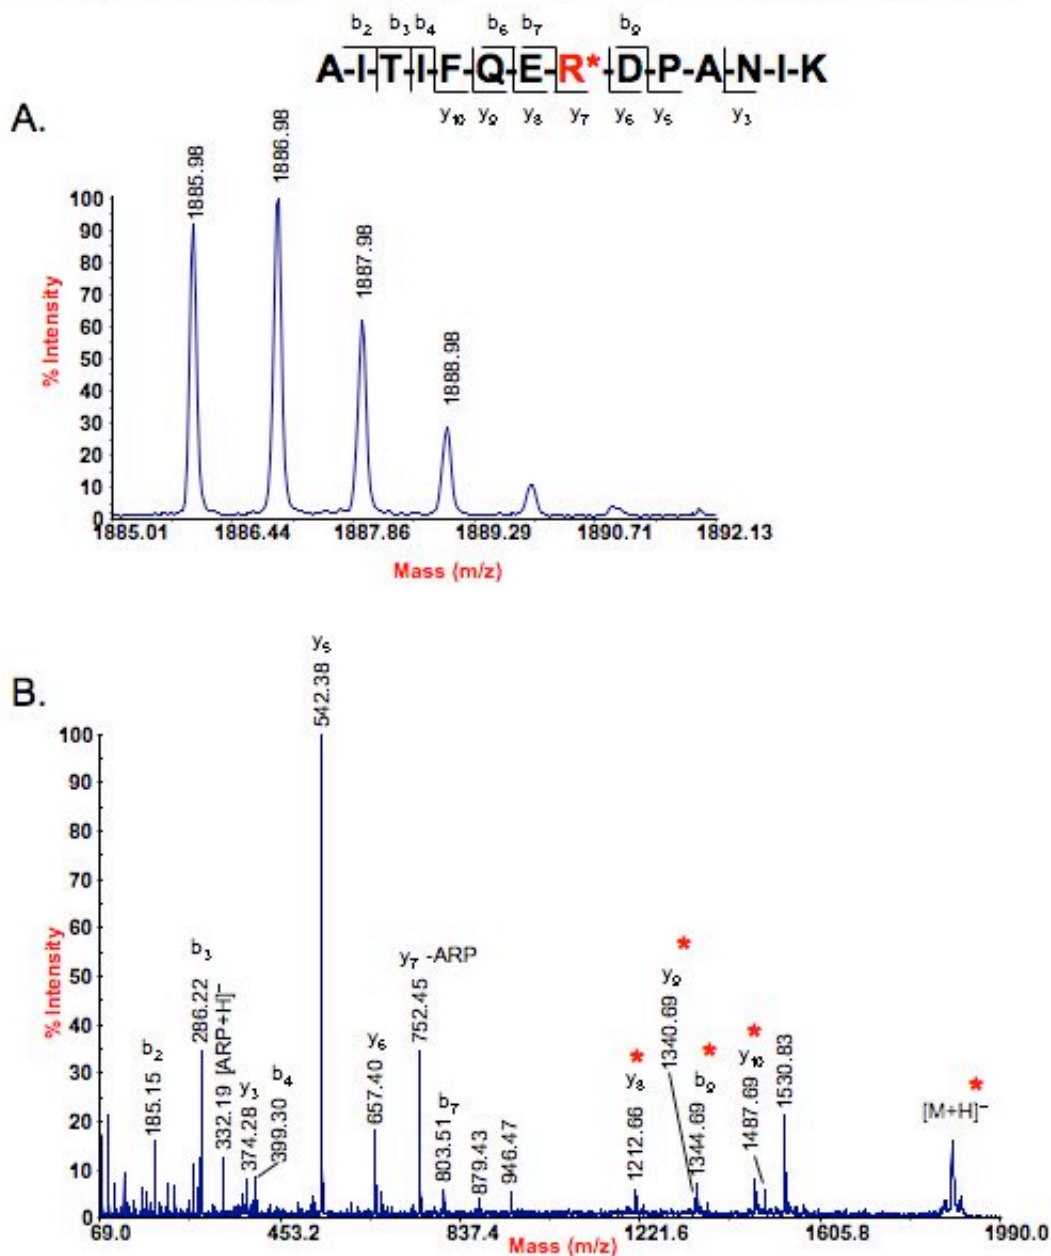 b₂ b₃ b₄ b₆ b₇ b₉
A-I-T-I-F-Q-E-R*-D-P-A-N-I-K
y₁₀ y₉ y₈ y₇ y₆ y₅ y₃
A.
1885.98
1886.98
1887.98
1888.98
% Intensity
100
90
80
70
60
50
40
30
20
10
0
1885.01 1886.44 1887.86 1889.29 1890.71 1892.13
Mass (m/z)
B.
% Intensity
100
90
80
70
60
50
40
30
20
10
0
b₂
185.15
b₃
286.22
332.19 [ARP+H]⁻
y₃
374.28
b₄
399.30
y₅
542.38
y₆
657.40
y₇ -ARP
752.45
b₇
803.51
879.43
946.47
*
y₈
1212.66
*
y₉
1340.69
*
b₉
1344.69
*
y₁₀
1487.69
1530.83
*
[M+H]⁻
69.0 453.2 837.4 1221.6 1605.8 1990.0
Mass (m/z)